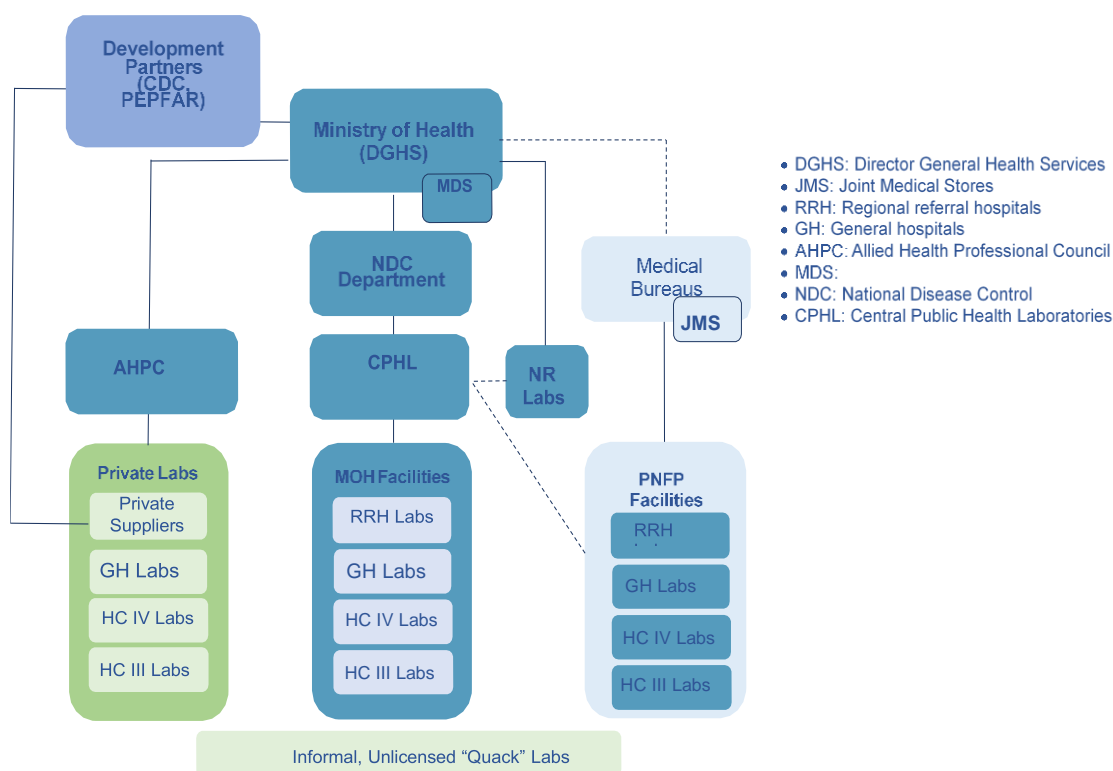 Development
Partners
(CDC,
PEPFAR)
Ministry of Health
(DGHS)
MDS
NDC
Department
Medical
Bureaus
JMS
AHPC
CPHL
NR
Labs
Private Labs
Private
Suppliers
GH Labs
HC IV Labs
HC III Labs
MOH Facilities
RRH Labs
GH Labs
HC IV Labs
HC III Labs
PNFP
Facilities
RRH
GH Labs
HC IV Labs
HC III Labs
Informal, Unlicensed “Quack” Labs
• DGHS: Director General Health Services
• JMS: Joint Medical Stores
• RRH: Regional referral hospitals
• GH: General hospitals
• AHPC: Allied Health Professional Council
• MDS:
• NDC: National Disease Control
• CPHL: Central Public Health Laboratories